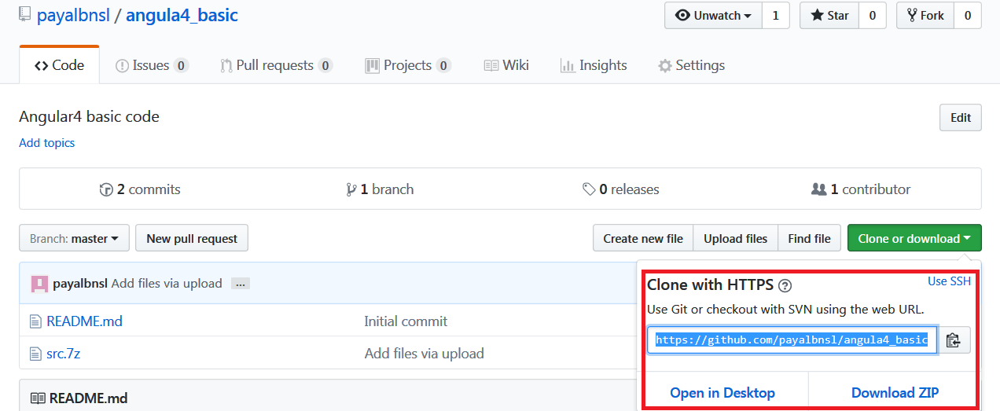 payalbnsl / angula4_basic
Unwatch 1 Star 0 Fork 0
Code Issues 0 Pull requests 0 Projects 0 Wiki Insights Settings
Angular4 basic code
Edit
Add topics
2 commits 1 branch 0 releases 1 contributor
Branch: master New pull request Create new file Upload files Find file Clone or download
payalbnsl Add files via upload ...
README.md Initial commit
src.7z Add files via upload
README.md
Clone with HTTPS ? Use SSH
Use Git or checkout with SVN using the web URL.
https://github.com/payalbnsl/angula4_basic
Open in Desktop Download ZIP